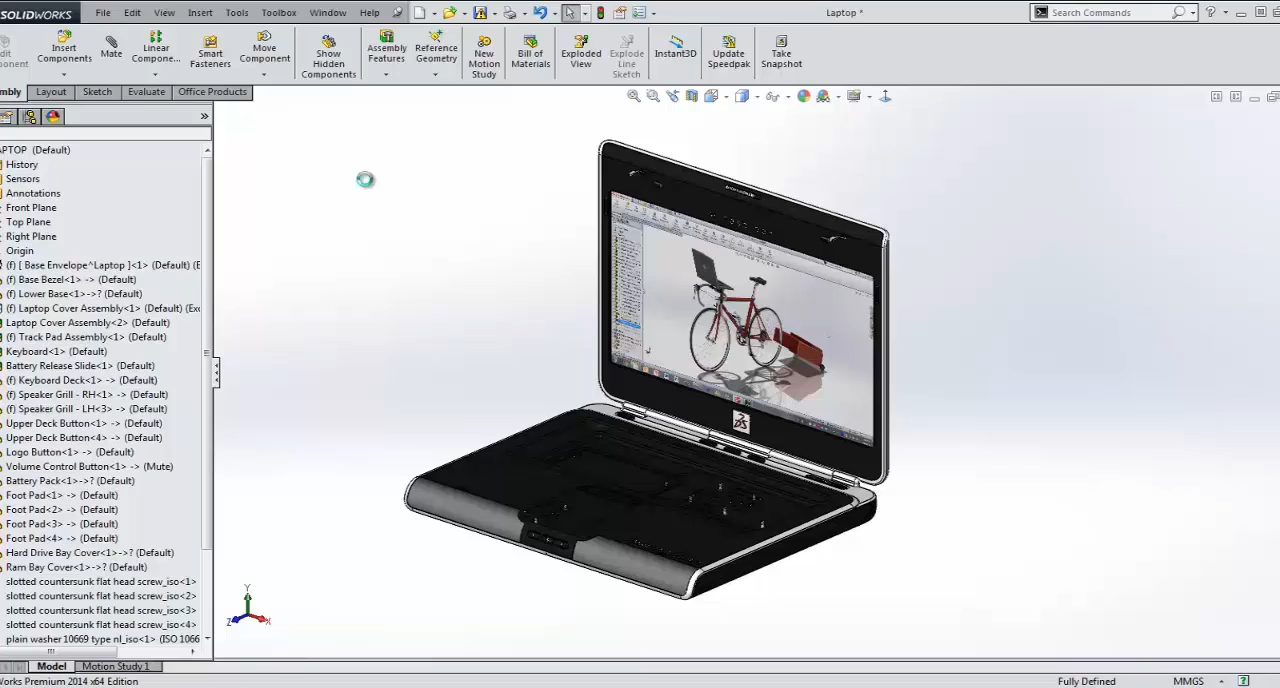 SOLIDWORKS File Edit View Insert Tools Toolbox Window Help Laptop * Search Commands ?
Insert Components
Mate
Linear Compone...
Smart Fasteners
Move Component
Show Hidden Components
Assembly Features
Reference Geometry
New Motion Study
Bill of Materials
Exploded View
Explode Line Sketch
Instant3D
Update Speedpak
Take Snapshot
mbly Layout Sketch Evaluate Office Products
APTOP (Default)
History
Sensors
Annotations
Front Plane
Top Plane
Right Plane
Origin
(f) [ Base Envelope^Laptop ]<1> (Default) (E
(f) Base Bezel<1> -> (Default)
(f) Lower Base<1>->? (Default)
(f) Laptop Cover Assembly<1> (Default) (Exc
Laptop Cover Assembly<2> (Default)
(f) Track Pad Assembly<1> (Default)
Keyboard<1> (Default)
Battery Release Slide<1> (Default)
(f) Keyboard Deck<1> -> (Default)
(f) Speaker Grill - RH<1> -> (Default)
(f) Speaker Grill - LH<3> -> (Default)
Upper Deck Button<1> -> (Default)
Upper Deck Button<4> -> (Default)
Logo Button<1> -> (Default)
Volume Control Button<1> (Mute)
Battery Pack<1>->? (Default)
Foot Pad<1> -> (Default)
Foot Pad<2> -> (Default)
Foot Pad<3> -> (Default)
Foot Pad<4> -> (Default)
Hard Drive Bay Cover<1>->? (Default)
Ram Bay Cover<1>->? (Default)
slotted countersunk flat head screw_iso<1>
slotted countersunk flat head screw_iso<2>
slotted countersunk flat head screw_iso<3>
slotted countersunk flat head screw_iso<4>
plain washer 10669 type nl_iso<1> (ISO 1066
Y
Z X
Model Motion Study 1
Works Premium 2014 x64 Edition Fully Defined MMGS ?